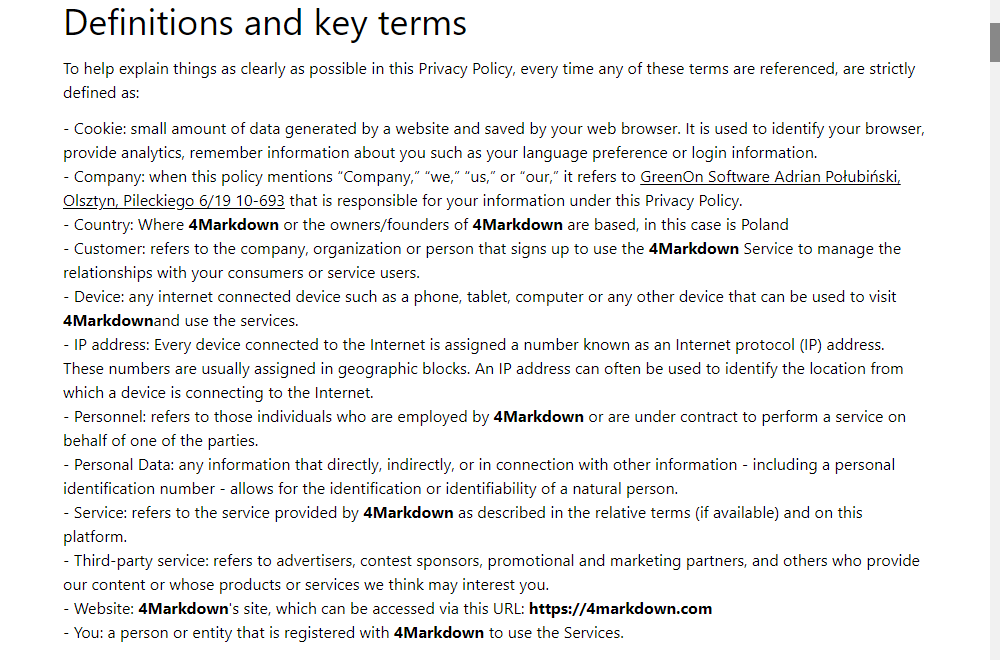 Definitions and key terms
To help explain things as clearly as possible in this Privacy Policy, every time any of these terms are referenced, are strictly
defined as:
- Cookie: small amount of data generated by a website and saved by your web browser. It is used to identify your browser,
provide analytics, remember information about you such as your language preference or login information.
- Company: when this policy mentions “Company,” “we,” “us,” or “our,” it refers to GreenOn Software Adrian Połubiński,
Olsztyn, Pileckiego 6/19 10-693 that is responsible for your information under this Privacy Policy.
- Country: Where 4Markdown or the owners/founders of 4Markdown are based, in this case is Poland
- Customer: refers to the company, organization or person that signs up to use the 4Markdown Service to manage the
relationships with your consumers or service users.
- Device: any internet connected device such as a phone, tablet, computer or any other device that can be used to visit
4Markdownand use the services.
- IP address: Every device connected to the Internet is assigned a number known as an Internet protocol (IP) address.
These numbers are usually assigned in geographic blocks. An IP address can often be used to identify the location from
which a device is connecting to the Internet.
- Personnel: refers to those individuals who are employed by 4Markdown or are under contract to perform a service on
behalf of one of the parties.
- Personal Data: any information that directly, indirectly, or in connection with other information - including a personal
identification number - allows for the identification or identifiability of a natural person.
- Service: refers to the service provided by 4Markdown as described in the relative terms (if available) and on this
platform.
- Third-party service: refers to advertisers, contest sponsors, promotional and marketing partners, and others who provide
our content or whose products or services we think may interest you.
- Website: 4Markdown's site, which can be accessed via this URL: https://4markdown.com
- You: a person or entity that is registered with 4Markdown to use the Services.